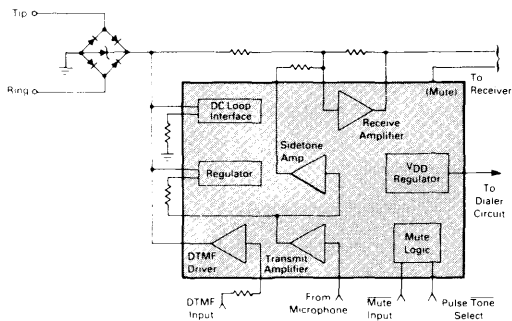 Tip
Ring
DC Loop
Interface
Regulator
Sidetone
Amp
Receive
Amplifier
(Mute)
To
Receiver
VDD
Regulator
To
Dialer
Circuit
Mute
Logic
DTMF
Driver
Transmit
Amplifier
DTMF
Input
From
Microphone
Mute
Input
Pulse Tone
Select